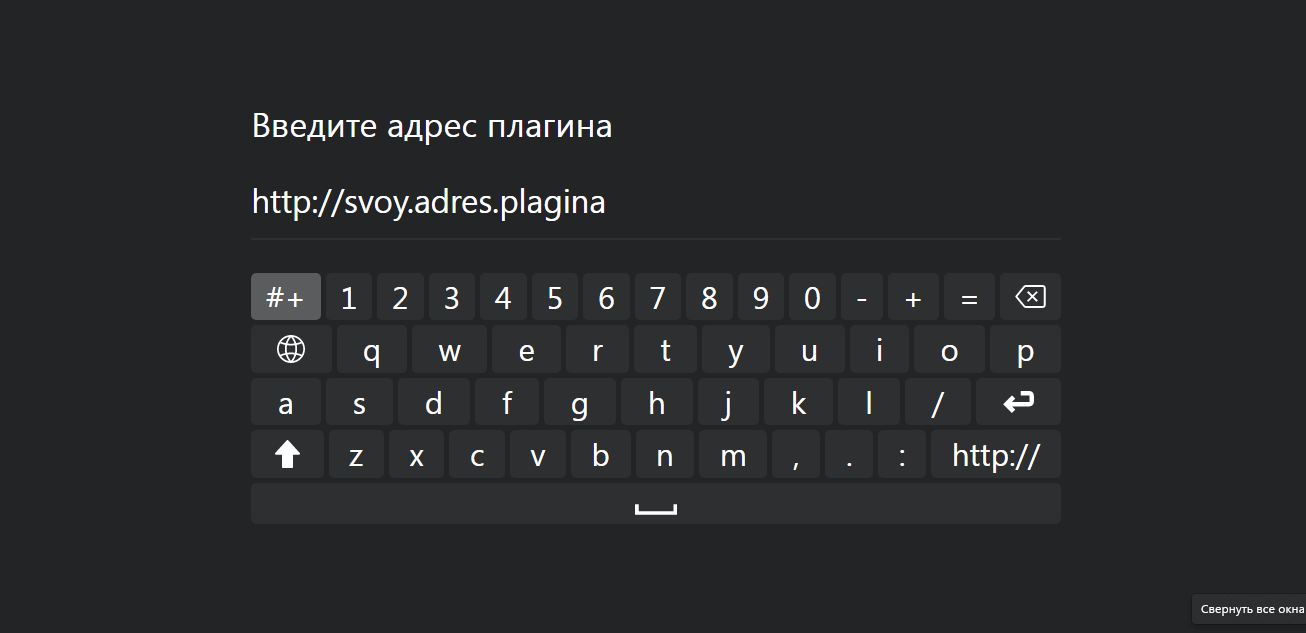 Введите адрес плагина
http://svoy.adres.plagina
#+ 1 2 3 4 5 6 7 8 9 0 - + =
q w e r t y u i o p
a s d f g h j k l /
z x c v b n m , . : http://
Свернуть все окна